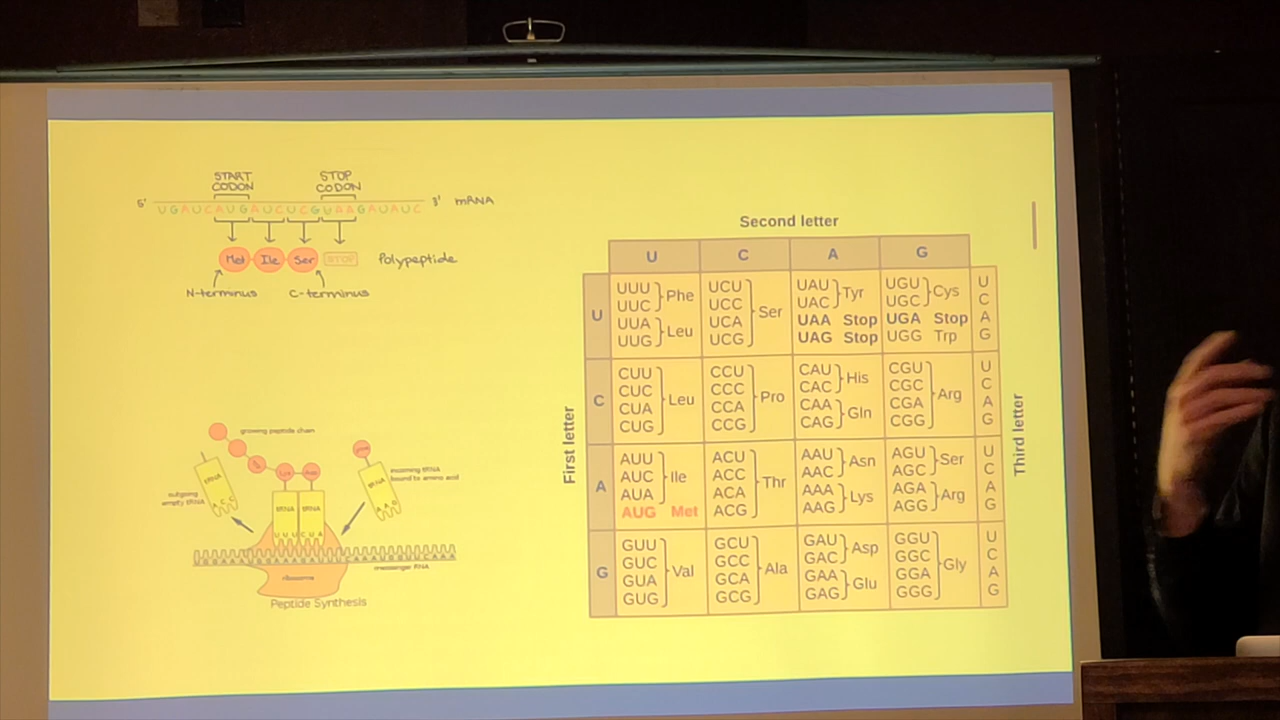 START
CODON
STOP
CODON
5' UGAUCAUGAUCUCGUAAGAUAUC 3' mRNA
Met Ile Ser STOP Polypeptide
N-terminus C-terminus
growing peptide chain
Lys Asp
incoming tRNA
bound to amino acid
outgoing
empty tRNA
tRNA
tRNA tRNA
tRNA
ACC
UUUCUA
AAG
messenger RNA
ribosome
Peptide Synthesis
Second letter
U C A G
First letter
Third letter
U
UUU
UUC
Phe
UUA
UUG
Leu
UCU
UCC
UCA
UCG
Ser
UAU
UAC
Tyr
UAA Stop
UAG Stop
UGU
UGC
Cys
UGA Stop
UGG Trp
U
C
A
G
C
CUU
CUC
CUA
CUG
Leu
CCU
CCC
CCA
CCG
Pro
CAU
CAC
His
CAA
CAG
Gln
CGU
CGC
CGA
CGG
Arg
U
C
A
G
A
AUU
AUC
AUA
Ile
AUG Met
ACU
ACC
ACA
ACG
Thr
AAU
AAC
Asn
AAA
AAG
Lys
AGU
AGC
Ser
AGA
AGG
Arg
U
C
A
G
G
GUU
GUC
GUA
GUG
Val
GCU
GCC
GCA
GCG
Ala
GAU
GAC
Asp
GAA
GAG
Glu
GGU
GGC
GGA
GGG
Gly
U
C
A
G